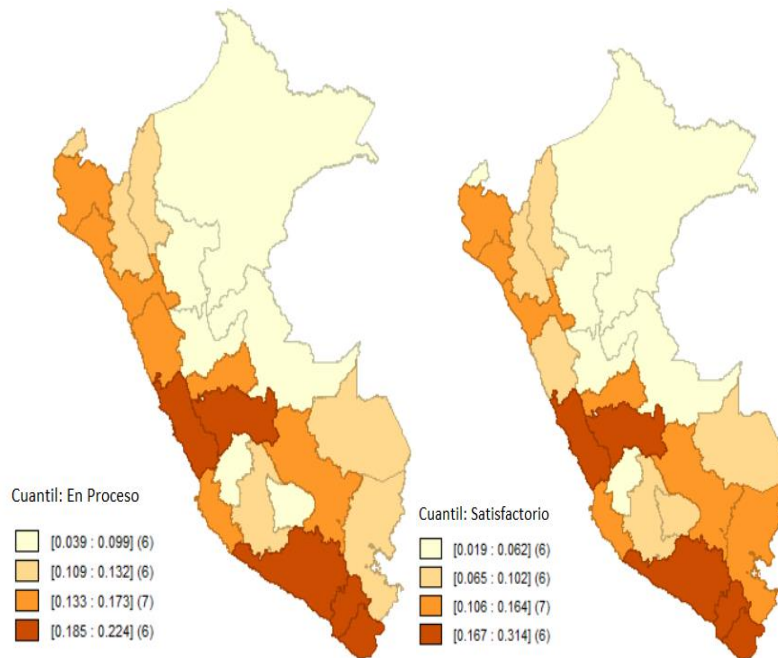 Cuantil: En Proceso
[0.039 : 0.099] (6)
[0.109 : 0.132] (6)
[0.133 : 0.173] (7)
[0.185 : 0.224] (6)
Cuantil: Satisfactorio
[0.019 : 0.062] (6)
[0.065 : 0.102] (6)
[0.106 : 0.164] (7)
[0.167 : 0.314] (6)